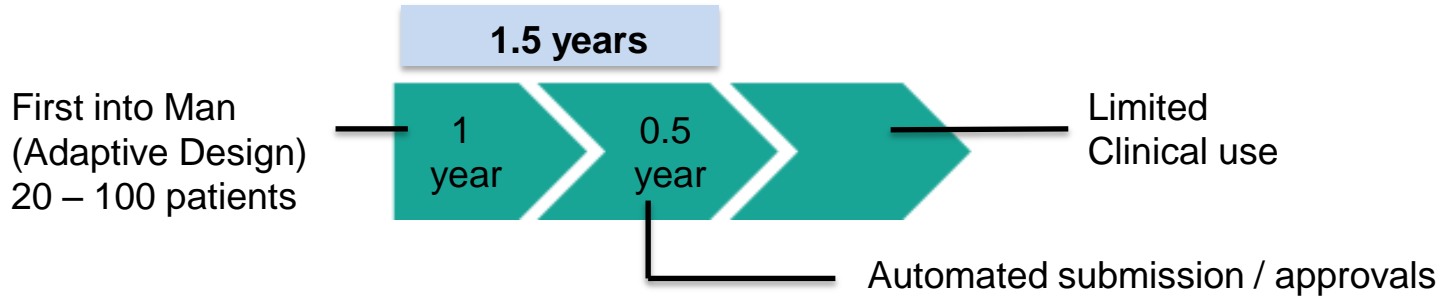 1.5 years
First into Man
(Adaptive Design)
20 – 100 patients
1
year
0.5
year
Limited
Clinical use
Automated submission / approvals